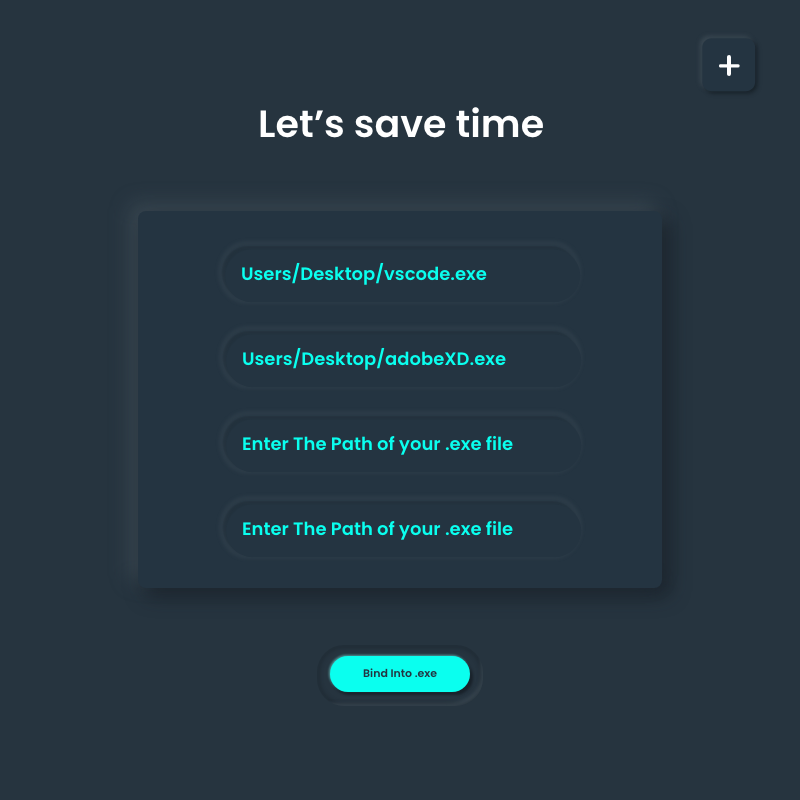 Let’s save time
Users/Desktop/vscode.exe
Users/Desktop/adobeXD.exe
Enter The Path of your .exe file
Enter The Path of your .exe file
Bind Into .exe